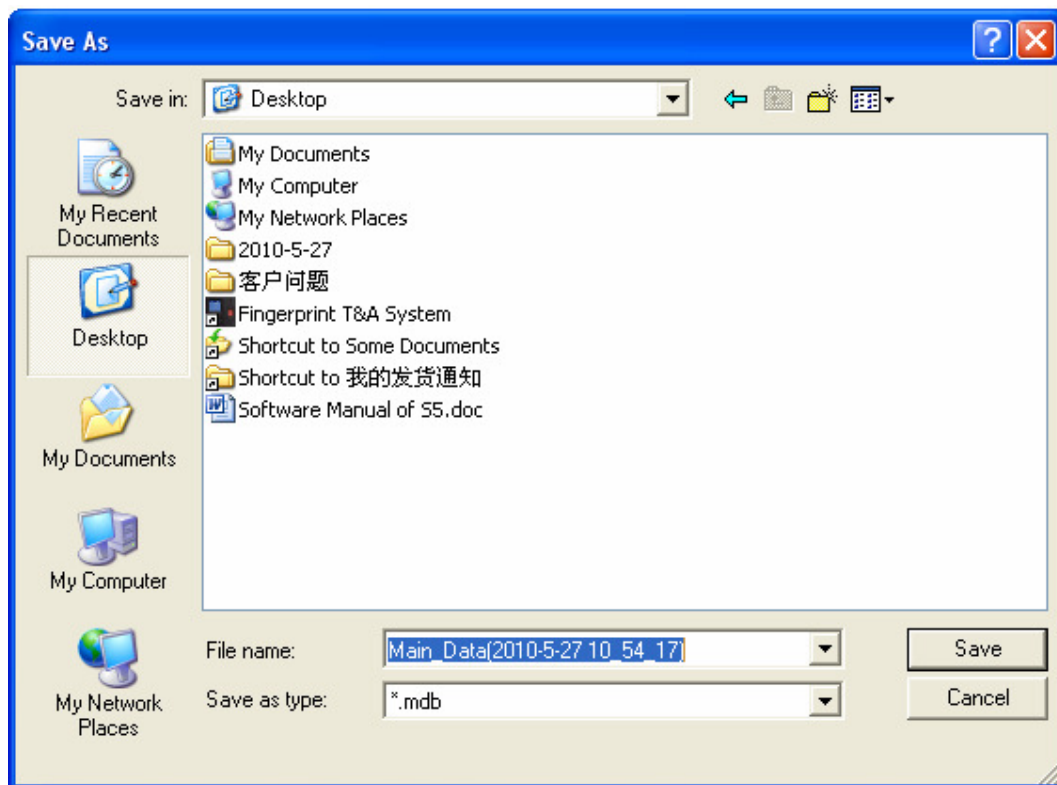 Save As
Save in:
Desktop
My Recent
Documents
Desktop
My Documents
My Computer
My Network
Places
My Documents
My Computer
My Network Places
2010-5-27
客户问题
Fingerprint T&A System
Shortcut to Some Documents
Shortcut to 我的发货通知
Software Manual of S5.doc
File name:
Main_Data(2010-5-27 10_54_17)
Save
Save as type:
*.mdb
Cancel